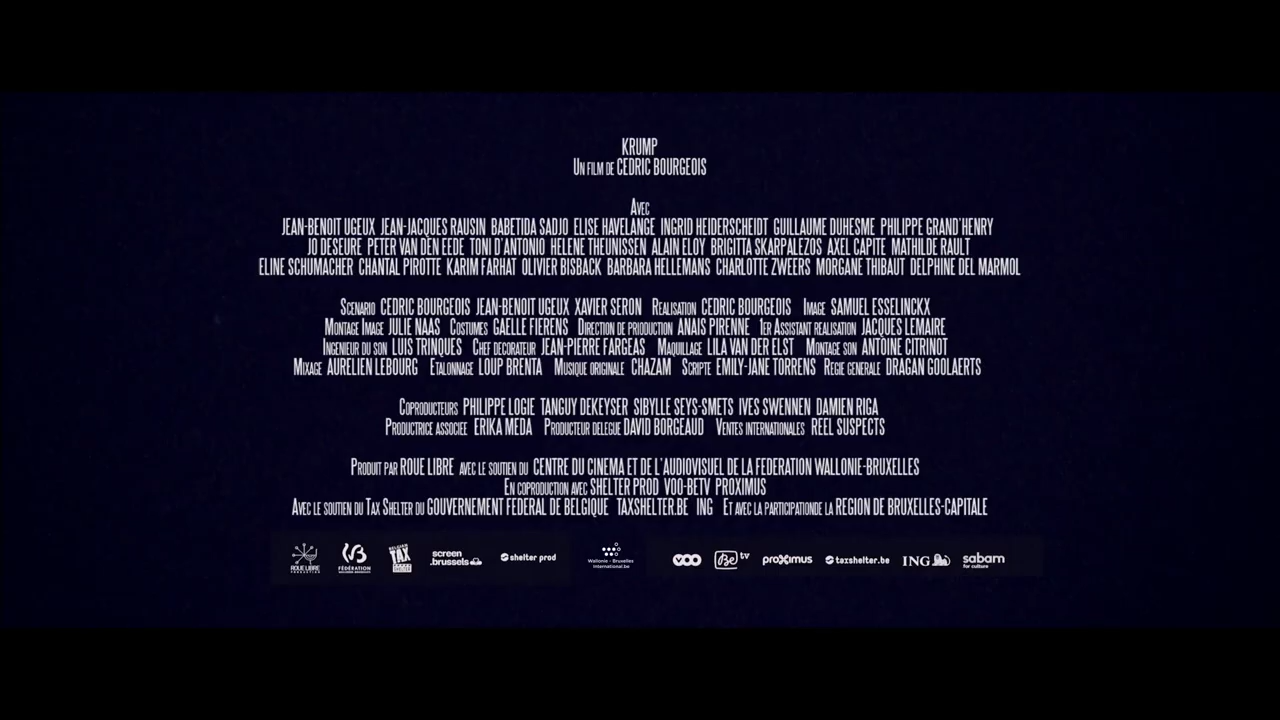 KRUMP
UN FILM DE CEDRIC BOURGEOIS
AVEC
JEAN-BENOIT UGEUX JEAN-JACQUES RAUSIN BABETIDA SADJO ELISE HAVELANGE INGRID HEIDERSCHEIDT GUILLAUME DUHESME PHILIPPE GRAND'HENRY
JO DESEURE PETER VAN DEN EEDE TONI D'ANTONIO HELENE THEUNISSEN ALAIN ELOY BRIGITTA SKARPALEZOS AXEL CAPITE MATHILDE RAULT
ELINE SCHUMACHER CHANTAL PIROTTE KARIM FARHAT OLIVIER BISBACK BARBARA HELLEMANS CHARLOTTE ZWEERS MORGANE THIBAUT DELPHINE DEL MARMOL
SCENARIO CEDRIC BOURGEOIS JEAN-BENOIT UGEUX XAVIER SERON REALISATION CEDRIC BOURGEOIS IMAGE SAMUEL ESSELINCKX
MONTAGE IMAGE JULIE NAAS COSTUMES GAELLE FIERENS DIRECTION DE PRIODUCTION ANAIS PIRENNE 1ER ASSISTANT REALISATION JACQUES LEMAIRE
INGENIEUR DU SON LUIS TRINQUES CHEF DECORATEUR JEAN-PIERRE FARGEAS MAQUILLAGE LILA VAN DER ELST MONTAGE SON ANTOINE CITRINOT
MIXAGE AURELIEN LEBOURG ETALONNAGE LOUP BRENTA MUSIQUE ORIGINALE CHAZAM SCRIPTE EMILY-JANE TORRENS REGIE GENERALE DRAGAN GOOLAERTS
COPRODUCTEURS PHILIPPE LOGIE TANGUY DEKEYSER SIBYLLE SEYS-SMETS IVES SWENNEN DAMIEN RIGA
PRODUCTRICE ASSOCIEE ERIKA MEDA PRODUCTEUR DELEGUE DAVID BORGEAUD VENTES INTERNATIONALES REEL SUSPECTS
PRODUIT PAR ROUE LIBRE AVEC LE SOUTIEN DU CENTRE DU CINEMA ET DE L'AUDIOVISUEL DE LA FEDERATION WALLONIE-BRUXELLES
EN COPRODUCTION AVEC SHELTER PROD VOO-BETV PROXIMUS
AVEC LE SOUTIEN DU TAX SHELTER DU GOUVERNEMENT FEDERAL DE BELGIQUE TAXSHELTER.BE ING ET AVEC LA PARTICIPATIONDE LA REGION DE BRUXELLES-CAPITALE
ROUE LIBRE PRODUCTION FÉDÉRATION WALLONIE-BRUXELLES BELGIAN TAX SHELTER screen.brussels shelter prod Wallonie - Bruxelles International.be VOO Be tv proximus taxshelter.be ING sabam for culture